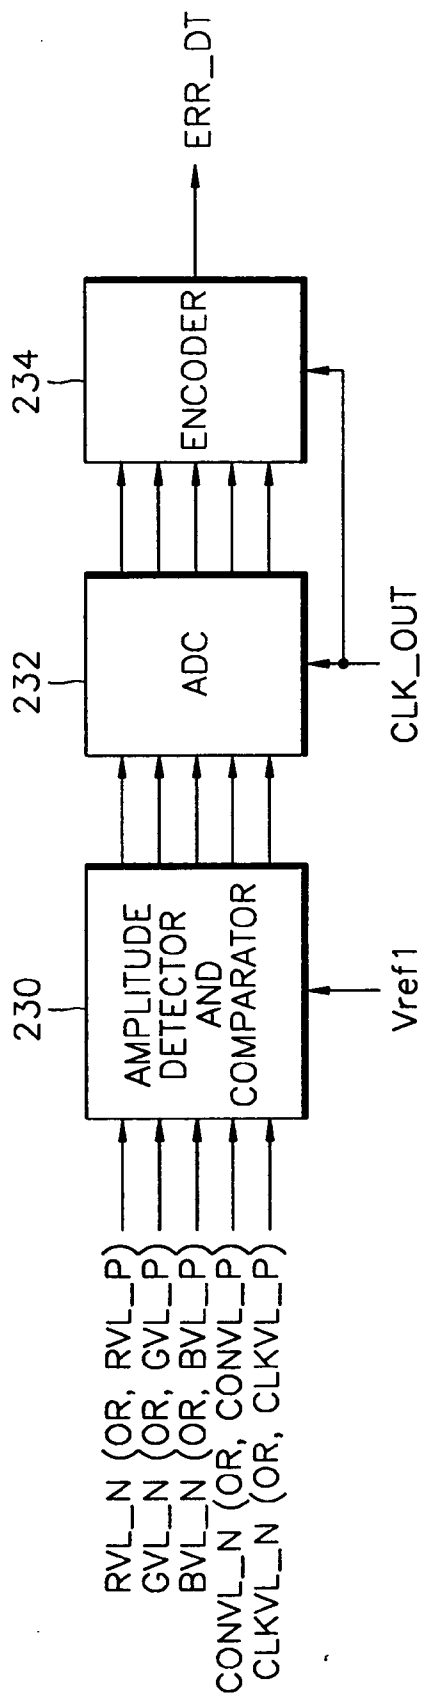 230
232
234
RVL_N (OR, RVL_P)
GVL_N (OR, GVL_P)
BVL_N (OR, BVL_P)
CONVL_N (OR, CONVL_P)
CLKVL_N (OR, CLKVL_P)
AMPLITUDE
DETECTOR
AND
COMPARATOR
ADC
ENCODER
ERR_DT
Vref1
CLK_OUT